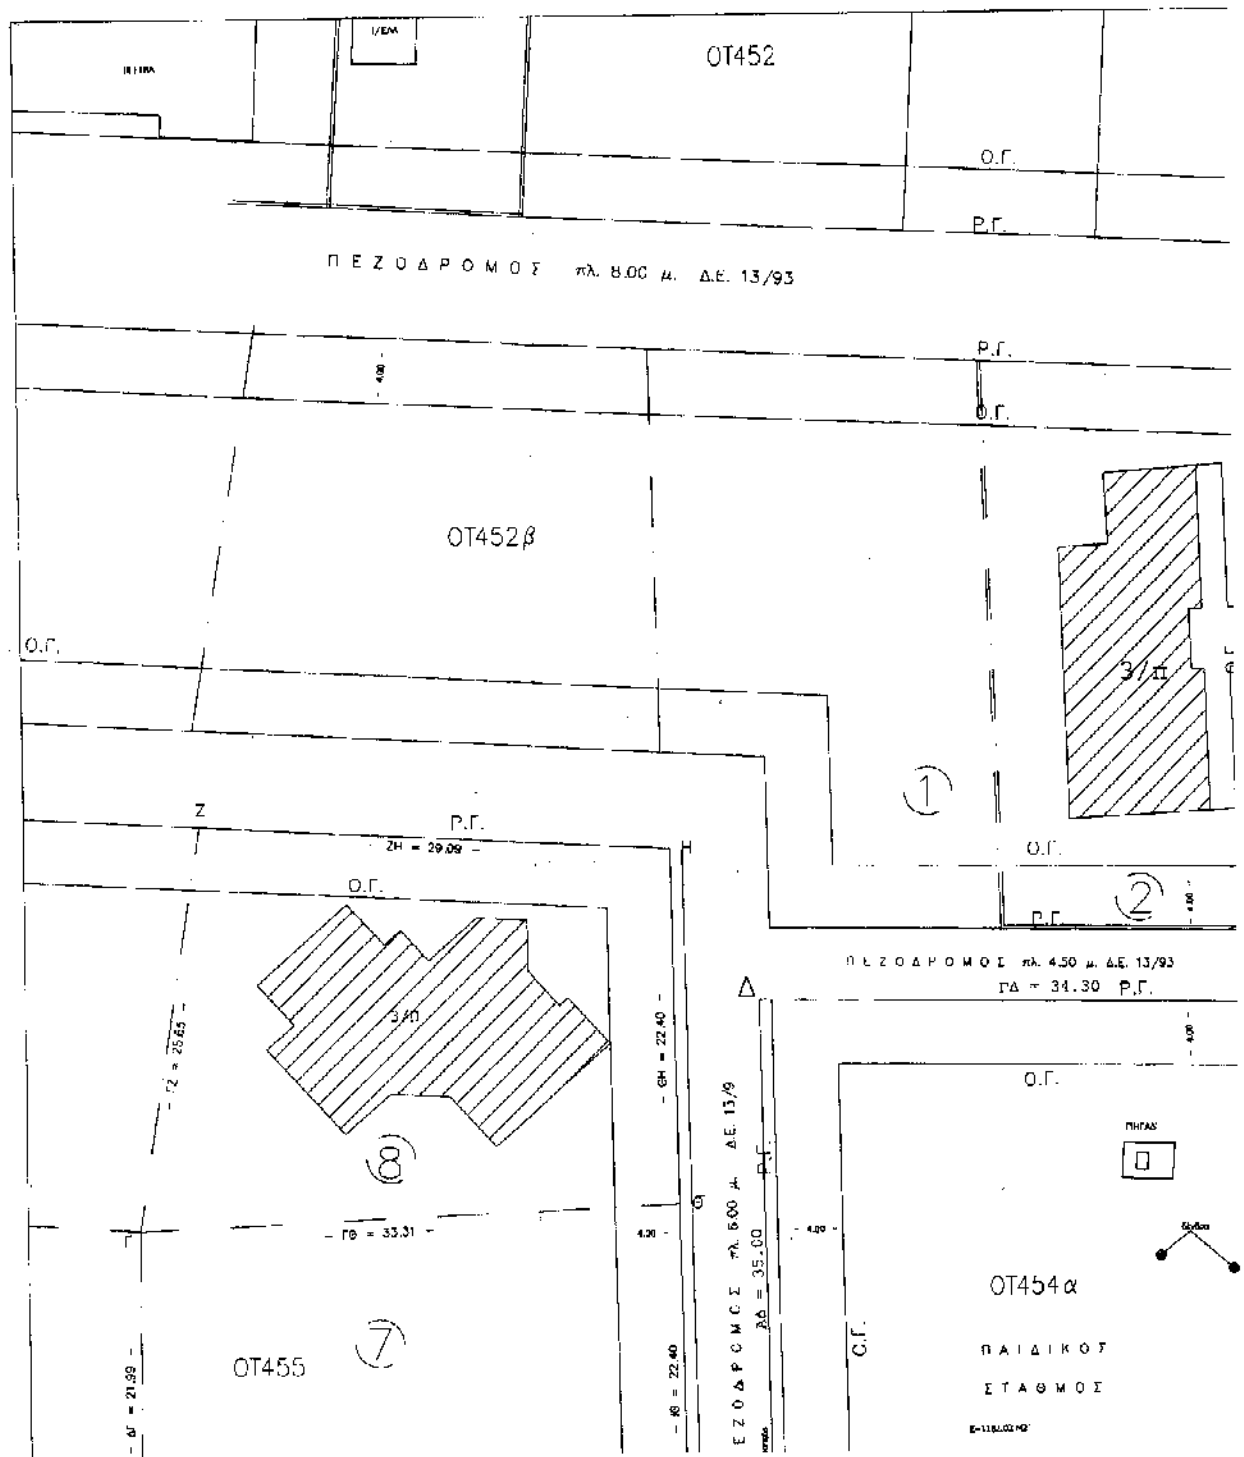 ΟΤ452
Ο.Γ.
Ρ.Γ.
ΠΕΖΟΔΡΟΜΟΣ πλ. 8.00 μ. Δ.Ε. 13/93
Ρ.Γ.
4.00
Ο.Γ.
ΟΤ452β
Ο.Γ.
3/π
1
Ζ
Ρ.Γ.
ΖΗ = 29.09
Η
Ο.Γ.
Ο.Γ.
2
4.00
Ρ.Γ.
ΠΕΖΟΔΡΟΜΟΣ πλ. 4.50 μ. Δ.Ε. 13/93
ΓΔ = 34.30 Ρ.Γ.
Δ
3/π
ΓΖ = 25.65
ΘΗ = 22.40
4.00
Ο.Γ.
ΠΗΓΑΔΙ
8
Ρ.Γ.
Θ
Γ
ΓΘ = 33.31
4.00
4.00
ΕΖΟΔΡΟΜΟΣ πλ. 6.00 μ. Δ.Ε. 13/9
ΑΔ = 35.00
ΟΤ454α
7
ΟΤ455
Ο.Γ.
ΠΑΙΔΙΚΟΣ
ΣΤΑΘΜΟΣ
ΔΓ = 21.99
ΙΘ = 22.40